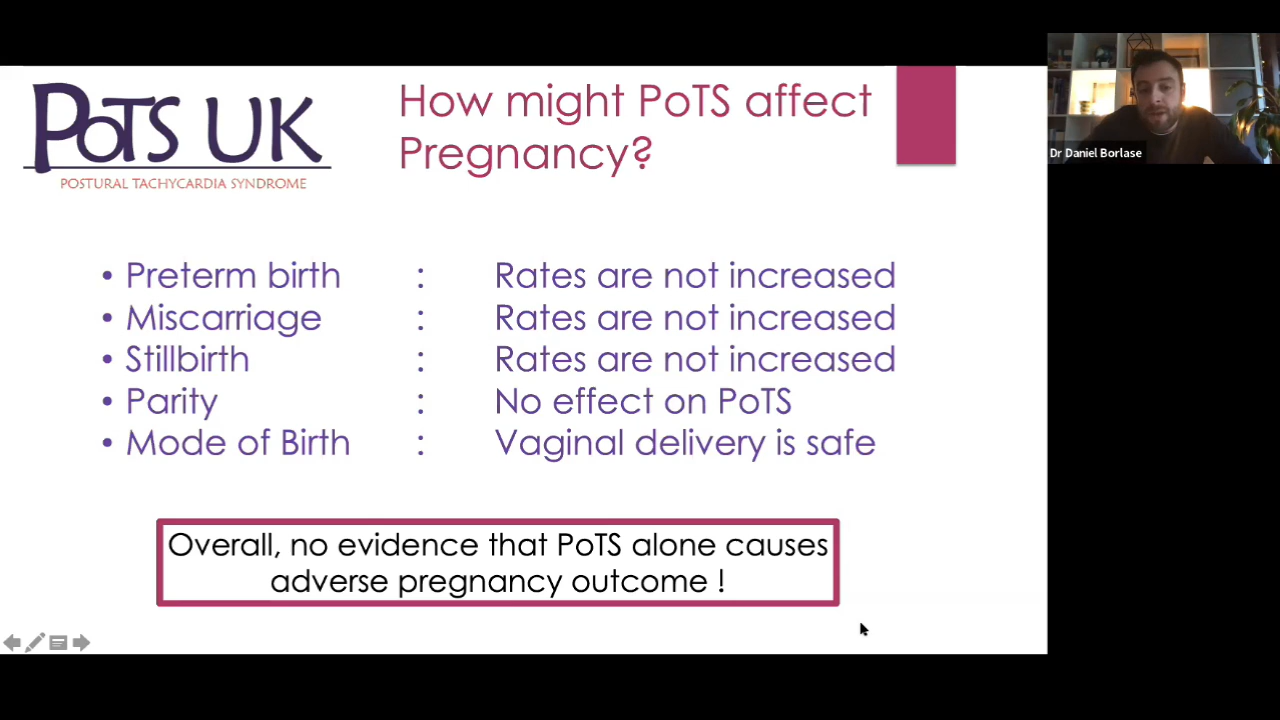 PoTS UK
POSTURAL TACHYCARDIA SYNDROME
How might PoTS affect
Pregnancy?
Dr Daniel Borlase
• Preterm birth : Rates are not increased
• Miscarriage : Rates are not increased
• Stillbirth : Rates are not increased
• Parity : No effect on PoTS
• Mode of Birth : Vaginal delivery is safe
Overall, no evidence that PoTS alone causes
adverse pregnancy outcome !